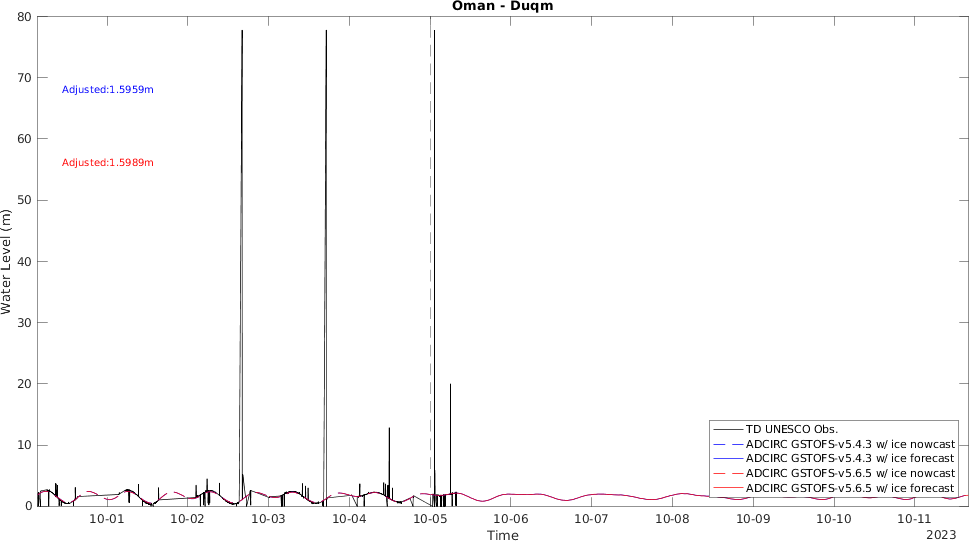 Oman - Duqm
80
70
60
50
40
30
20
10
0
Water Level (m)
Adjusted:1.5959m
Adjusted:1.5989m
TD UNESCO Obs.
ADCIRC GSTOFS-v5.4.3 w/ ice nowcast
ADCIRC GSTOFS-v5.4.3 w/ ice forecast
ADCIRC GSTOFS-v5.6.5 w/ ice nowcast
ADCIRC GSTOFS-v5.6.5 w/ ice forecast
10-01 10-02 10-03 10-04 10-05 10-06 10-07 10-08 10-09 10-10 10-11
Time
2023